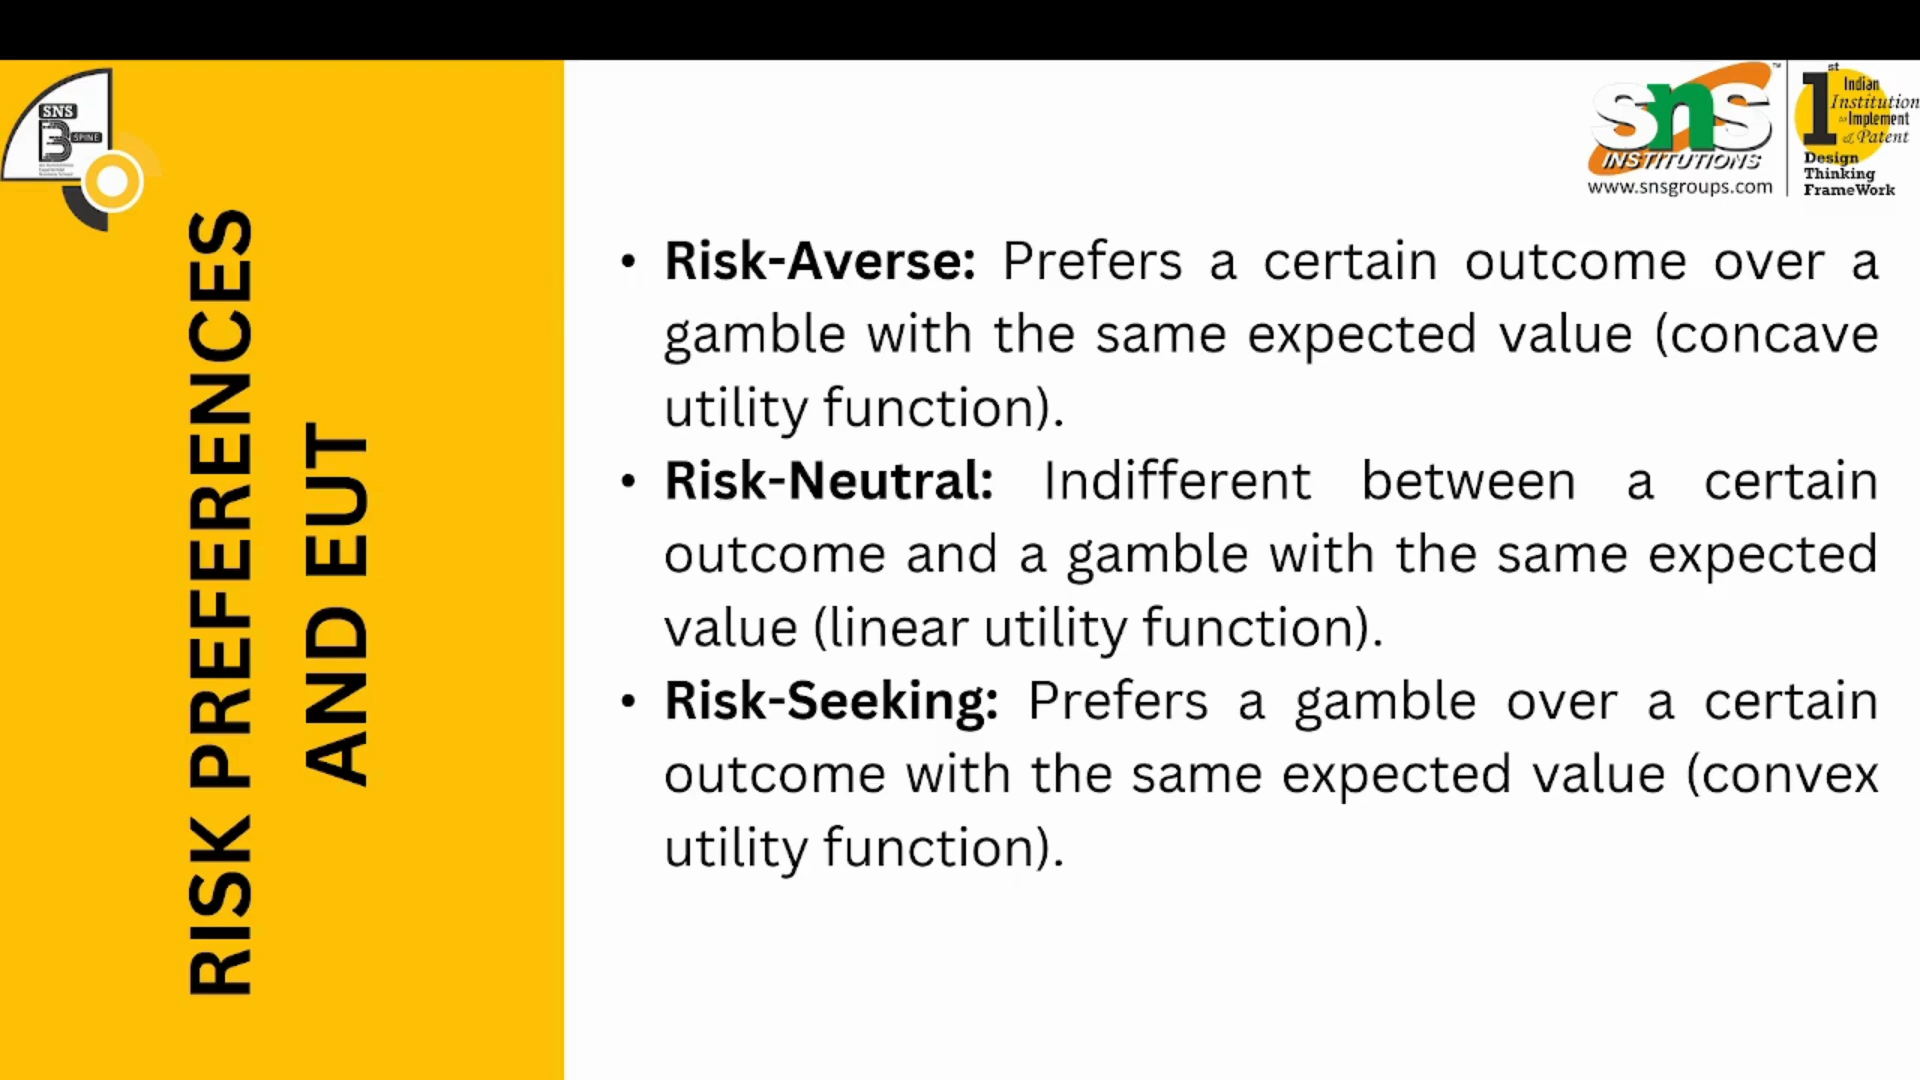 SNS
B
SPINE
RISK PREFERENCES
AND EUT
sns
INSTITUTIONS
www.snsgroups.com
TM
1st
Indian
Institution
to Implement
& Patent
Design
Thinking
FrameWork
• Risk-Averse: Prefers a certain outcome over a
gamble with the same expected value (concave
utility function).
• Risk-Neutral: Indifferent between a certain
outcome and a gamble with the same expected
value (linear utility function).
• Risk-Seeking: Prefers a gamble over a certain
outcome with the same expected value (convex
utility function).